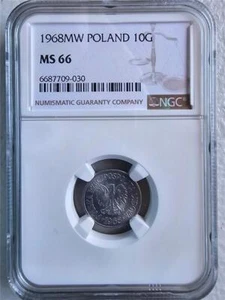 1968MW POLAND 10G
MS 66
6687709-030
NUMISMATIC GUARANTY COMPANY
NGC